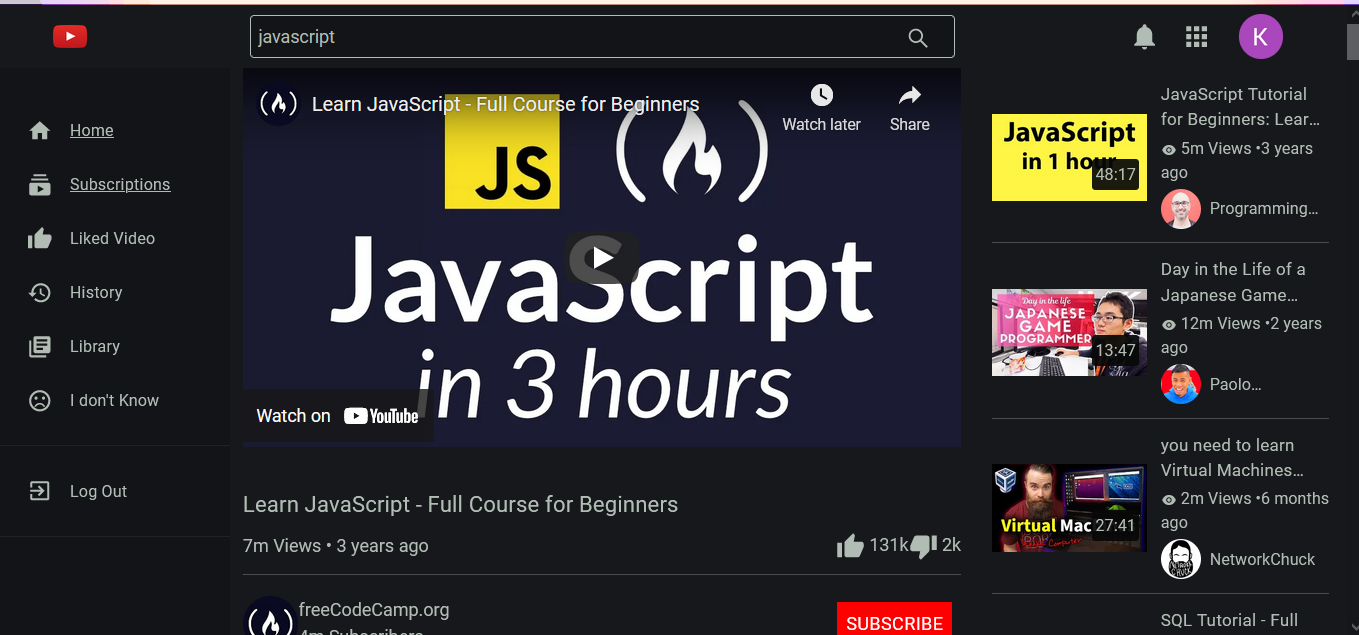 javascript
K
Home
Subscriptions
Liked Video
History
Library
I don't Know
Log Out
Learn JavaScript - Full Course for Beginners
Watch later
Share
JS
JavaScript
in 3 hours
Watch on YouTube
Learn JavaScript - Full Course for Beginners
7m Views • 3 years ago
131k 2k
freeCodeCamp.org
4m Subscribers
SUBSCRIBE
JavaScript
in 1 hour
48:17
JavaScript Tutorial
for Beginners: Lear...
5m Views •3 years
ago
Programming...
Day in the life
JAPANESE
GAME
PROGRAMMER
13:47
Day in the Life of a
Japanese Game...
12m Views •2 years
ago
Paolo...
Virtual Mac
27:41
you need to learn
Virtual Machines...
2m Views •6 months
ago
NETWORK
CHUCK
NetworkChuck
SQL Tutorial - Full